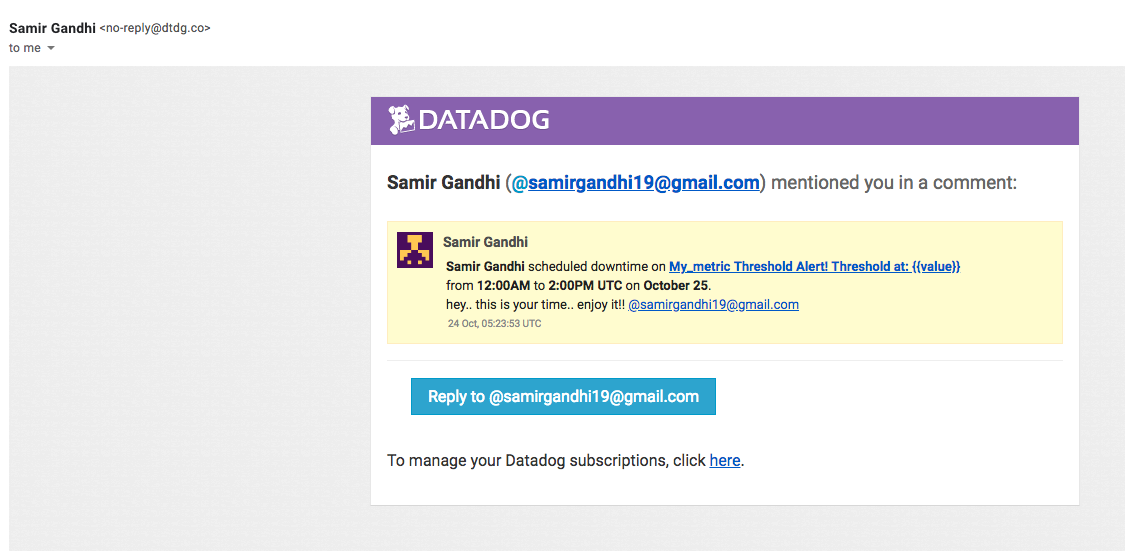 Samir Gandhi <no-reply@dtdg.co>
to me
DATADOG
Samir Gandhi (@samirgandhi19@gmail.com) mentioned you in a comment:
Samir Gandhi
Samir Gandhi scheduled downtime on My_metric Threshold Alert! Threshold at: {{value}}
from 12:00AM to 2:00PM UTC on October 25.
hey.. this is your time.. enjoy it!! @samirgandhi19@gmail.com
24 Oct, 05:23:53 UTC
Reply to @samirgandhi19@gmail.com
To manage your Datadog subscriptions, click here.